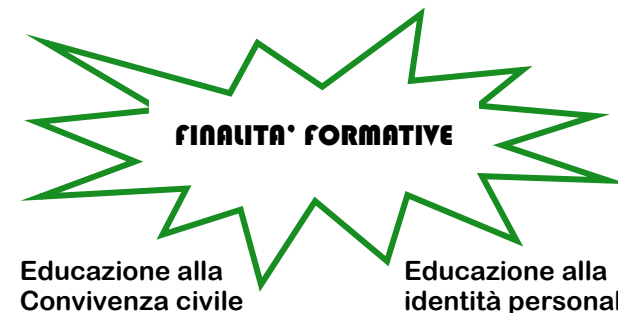 FINALITA' FORMATIVE
Educazione alla
Convivenza civile
Educazione alla
identità personal